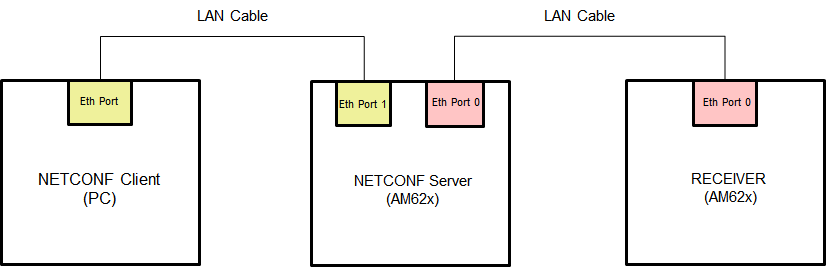 LAN Cable
LAN Cable
Eth Port
Eth Port 1
Eth Port 0
Eth Port 0
NETCONF Client
(PC)
NETCONF Server
(AM62x)
RECEIVER
(AM62x)